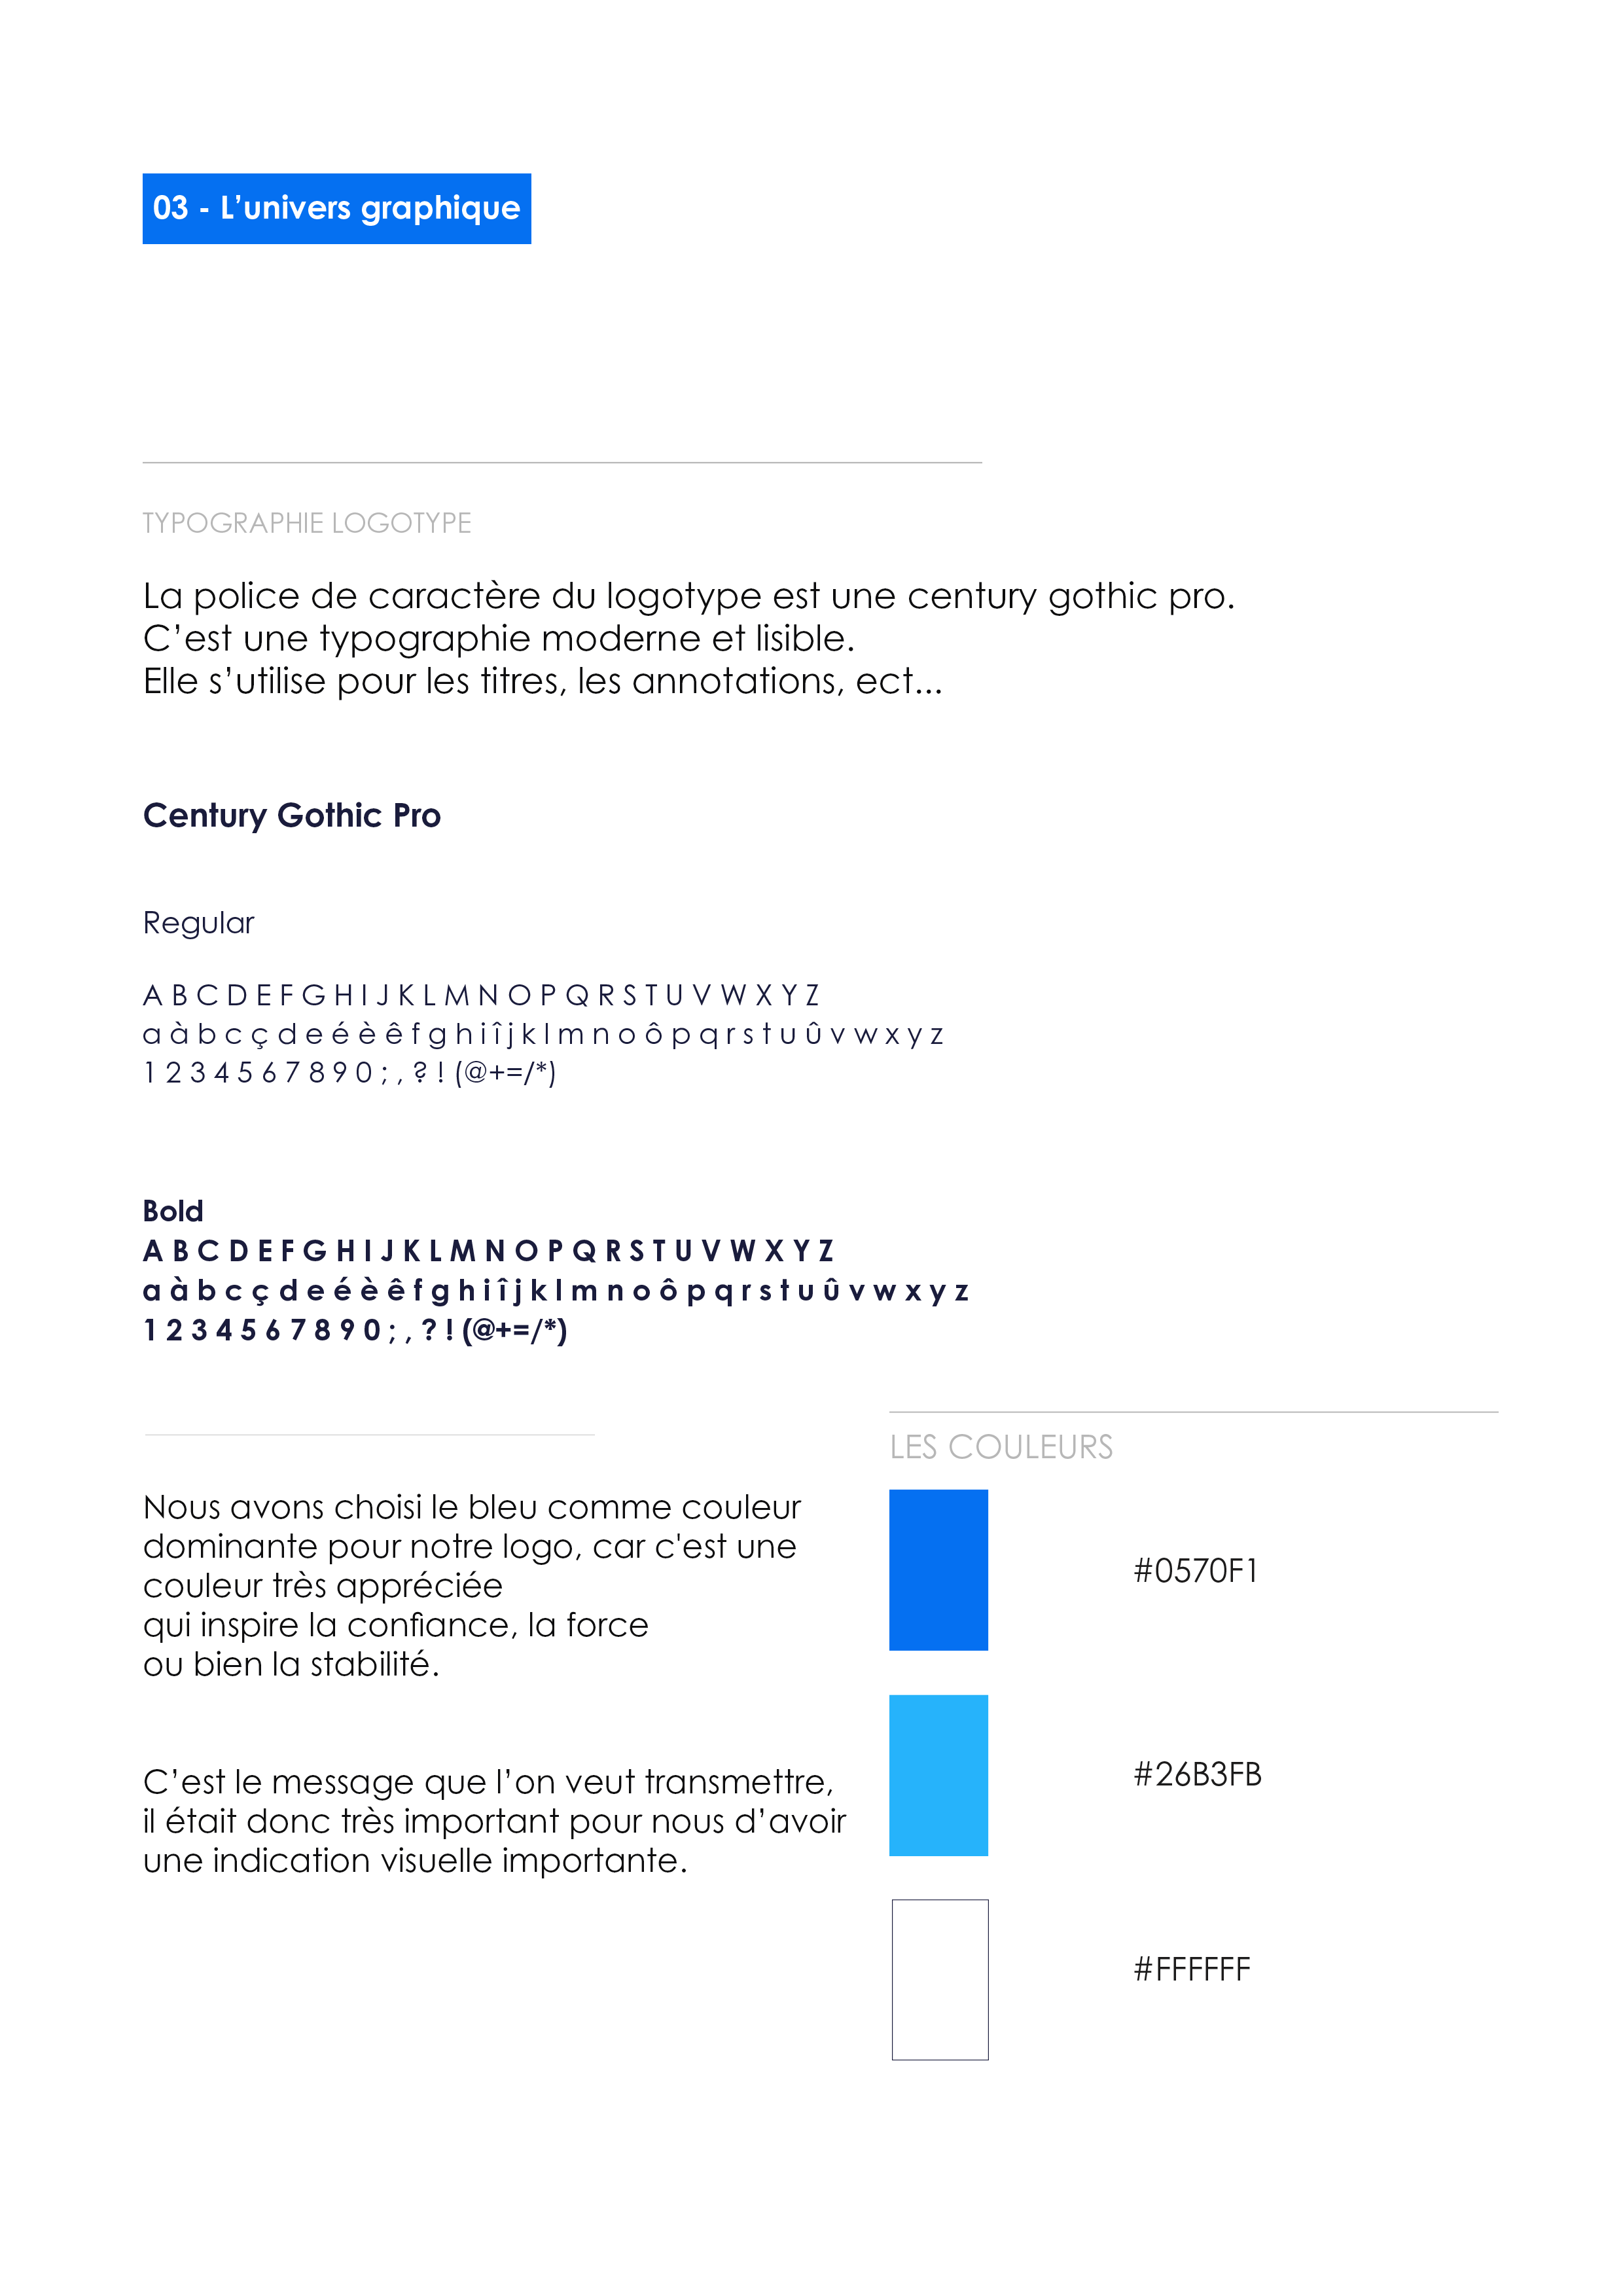 03 - L’univers graphique
TYPOGRAPHIE LOGOTYPE
La police de caractère du logotype est une century gothic pro.
C’est une typographie moderne et lisible.
Elle s’utilise pour les titres, les annotations, ect...
Century Gothic Pro
Regular
A B C D E F G H I J K L M N O P Q R S T U V W X Y Z
a à b c ç d e é è ê f g h i î j k l m n o ô p q r s t u û v w x y z
1 2 3 4 5 6 7 8 9 0 ; , ? ! (@+=/*)
Bold
A B C D E F G H I J K L M N O P Q R S T U V W X Y Z
a à b c ç d e é è ê f g h i î j k l m n o ô p q r s t u û v w x y z
1 2 3 4 5 6 7 8 9 0 ; , ? ! (@+=/*)
Nous avons choisi le bleu comme couleur
dominante pour notre logo, car c'est une
couleur très appréciée
qui inspire la confiance, la force
ou bien la stabilité.
C’est le message que l’on veut transmettre,
il était donc très important pour nous d’avoir
une indication visuelle importante.
LES COULEURS
#0570F1
#26B3FB
#FFFFFF